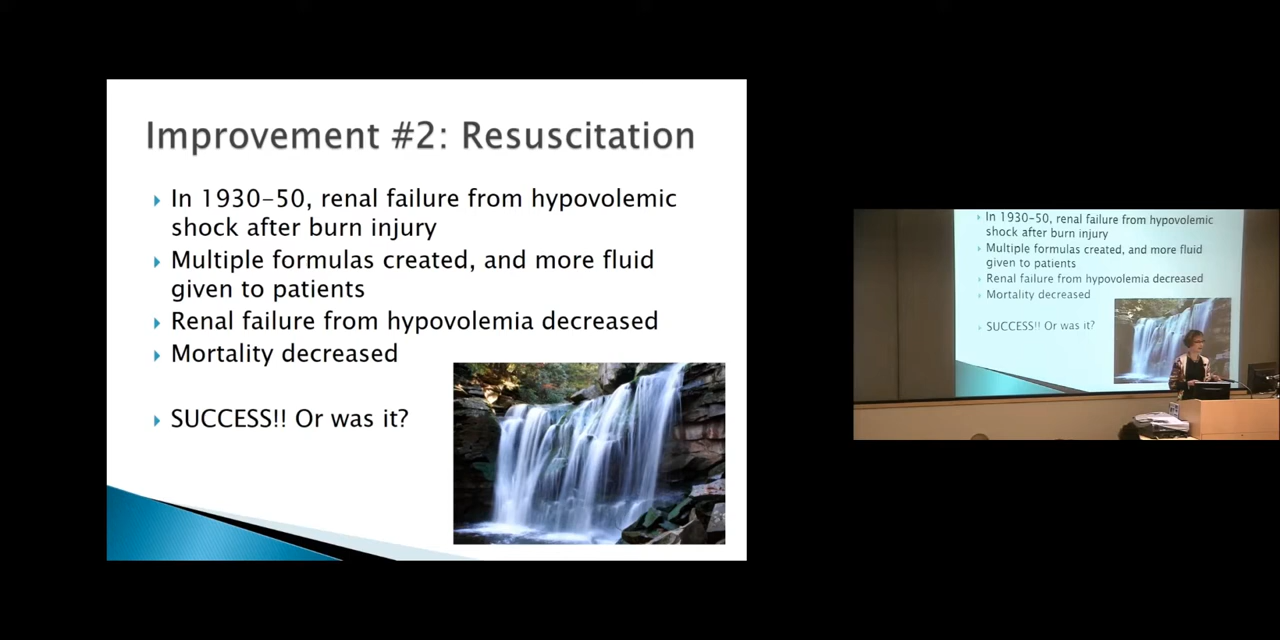 Improvement #2: Resuscitation
In 1930-50, renal failure from hypovolemic
shock after burn injury
Multiple formulas created, and more fluid
given to patients
Renal failure from hypovolemia decreased
Mortality decreased
SUCCESS!! Or was it?
In 1930-50, renal failure from hypovolemic
shock after burn injury
Multiple formulas created, and more fluid
given to patients
Renal failure from hypovolemia decreased
Mortality decreased
SUCCESS!! Or was it?